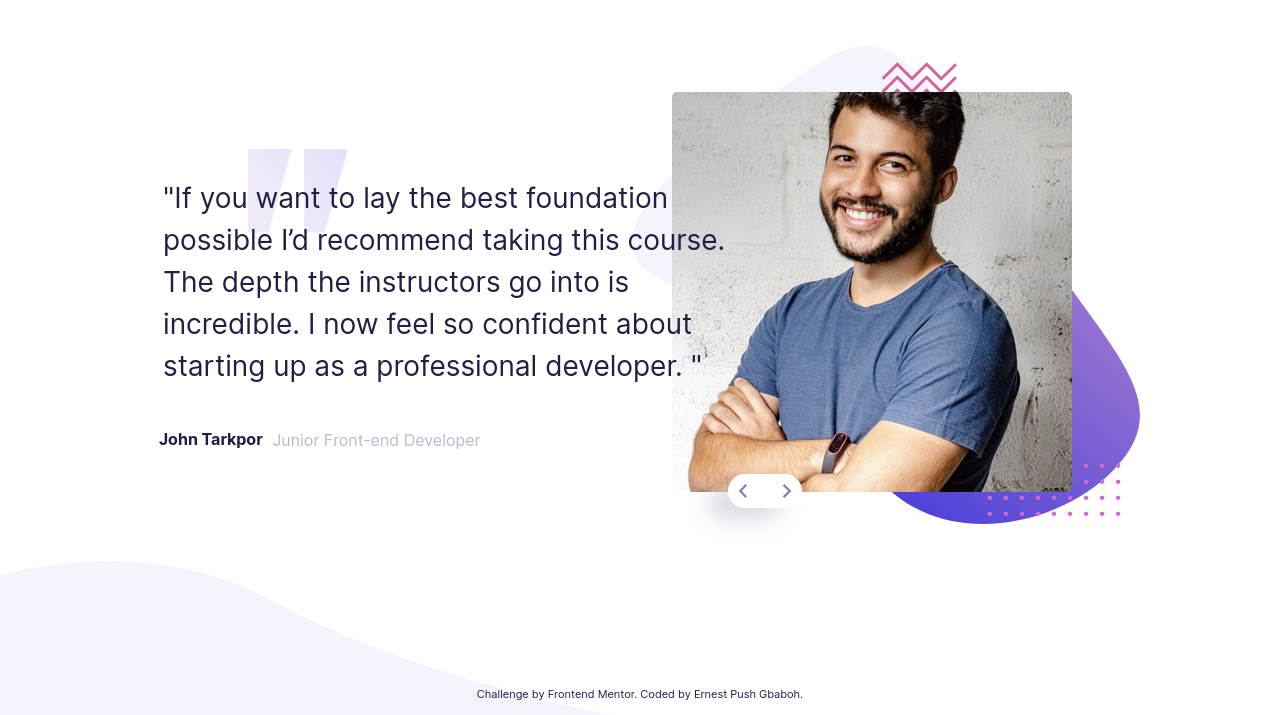 "If you want to lay the best foundation
possible I’d recommend taking this course.
The depth the instructors go into is
incredible. I now feel so confident about
starting up as a professional developer. "
John Tarkpor Junior Front-end Developer
Challenge by Frontend Mentor. Coded by Ernest Push Gbaboh.